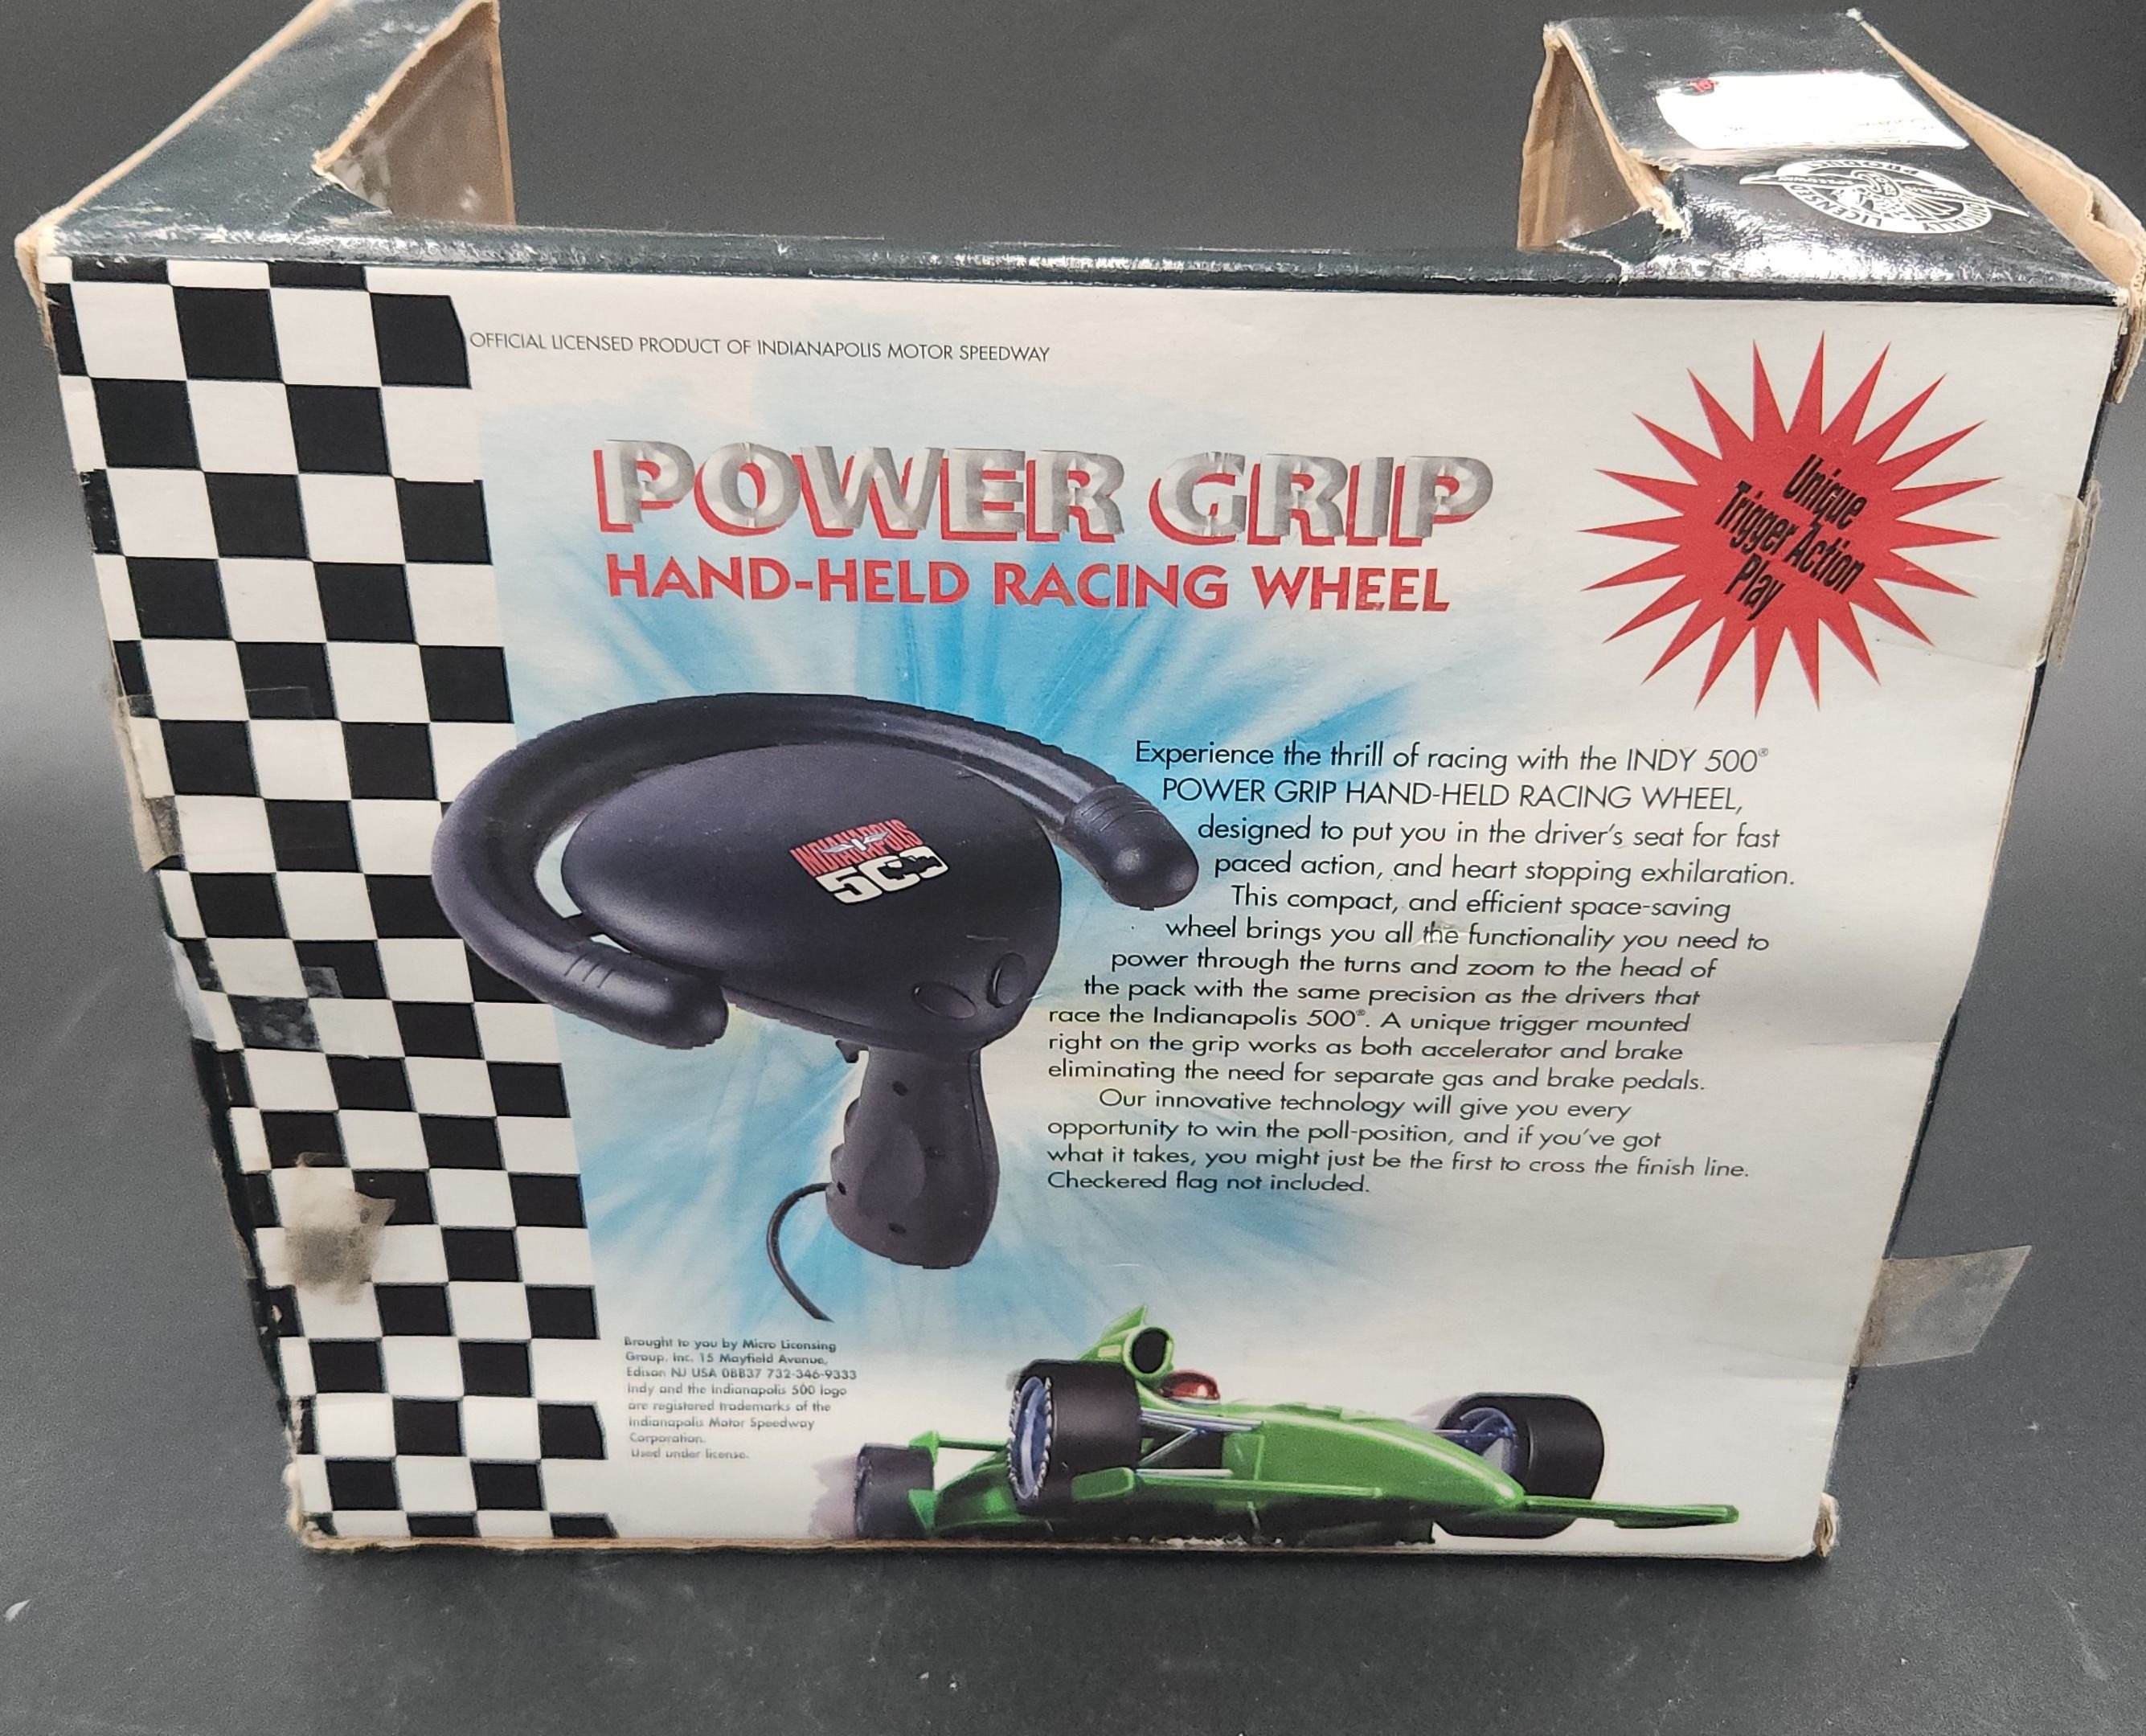 OFFICIALLY LICENSED
PRODUCT
OFFICIAL LICENSED PRODUCT OF INDIANAPOLIS MOTOR SPEEDWAY
POWER GRIP
HAND-HELD RACING WHEEL
Unique
Trigger Action
Play
INDIANAPOLIS
500
Experience the thrill of racing with the INDY 500®
POWER GRIP HAND-HELD RACING WHEEL,
designed to put you in the driver's seat for fast
paced action, and heart stopping exhilaration.
This compact, and efficient space-saving
wheel brings you all the functionality you need to
power through the turns and zoom to the head of
the pack with the same precision as the drivers that
race the Indianapolis 500®. A unique trigger mounted
right on the grip works as both accelerator and brake
eliminating the need for separate gas and brake pedals.
Our innovative technology will give you every
opportunity to win the poll-position, and if you've got
what it takes, you might just be the first to cross the finish line.
Checkered flag not included.
Brought to you by Micro Licensing
Group, Inc. 15 Mayfield Avenue,
Edison NJ USA 08837 732-346-9333
Indy and the Indianapolis 500 logo
are registered trademarks of the
Indianapolis Motor Speedway
Corporation.
Used under license.